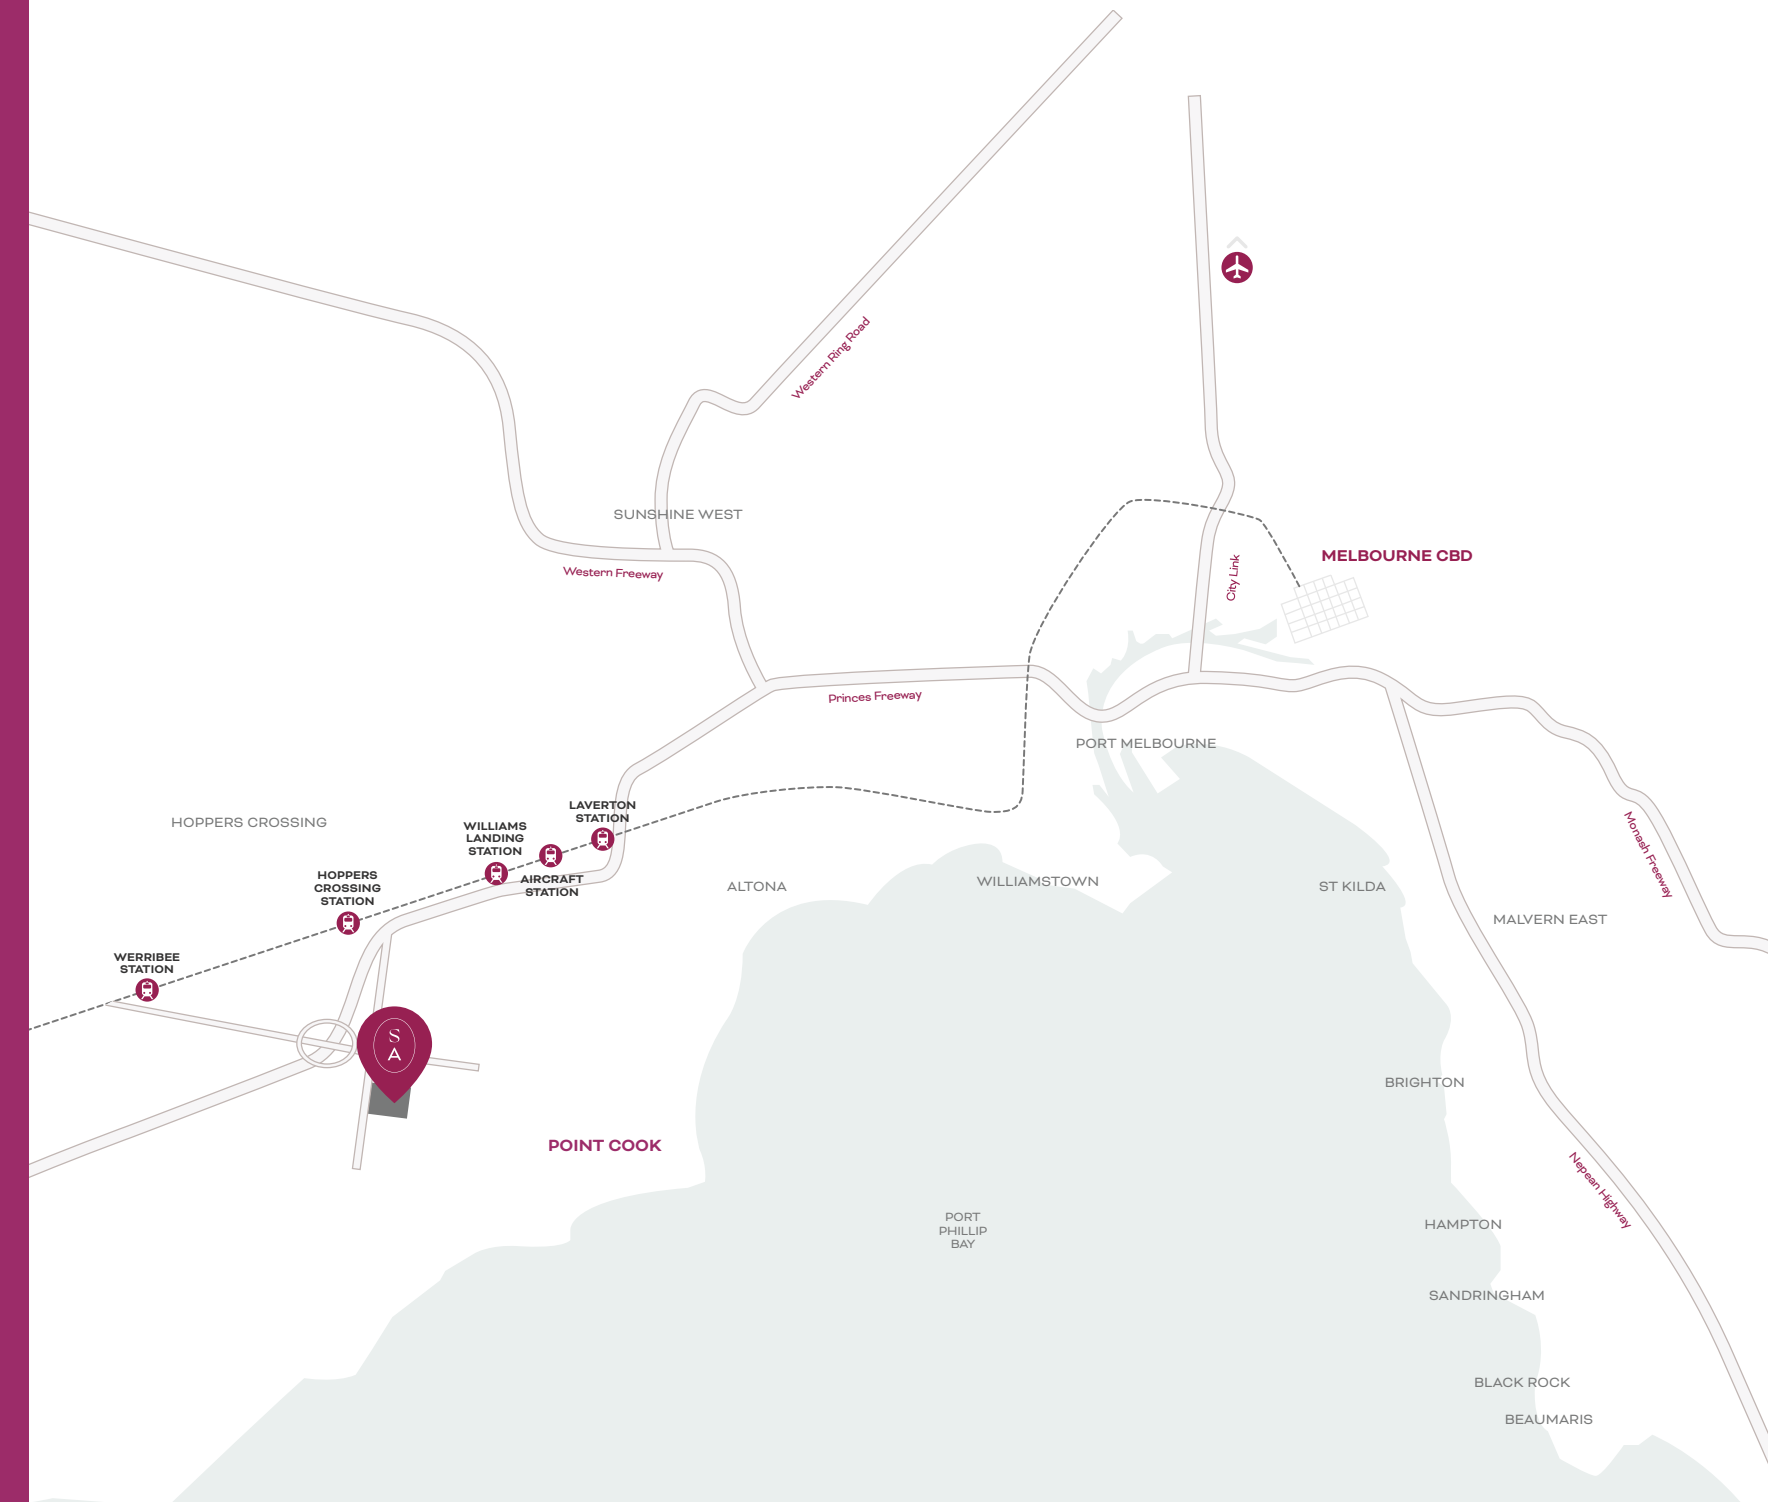 Western Ring Road
SUNSHINE WEST
Western Freeway
City Link
MELBOURNE CBD
Princes Freeway
PORT MELBOURNE
HOPPERS CROSSING
LAVERTON
STATION
WILLIAMS
LANDING
STATION
AIRCRAFT
STATION
HOPPERS
CROSSING
STATION
WERRIBEE
STATION
ALTONA
WILLIAMSTOWN
ST KILDA
Monash Freeway
MALVERN EAST
S
A
BRIGHTON
POINT COOK
Nepean Highway
PORT
PHILLIP
BAY
HAMPTON
SANDRINGHAM
BLACK ROCK
BEAUMARIS